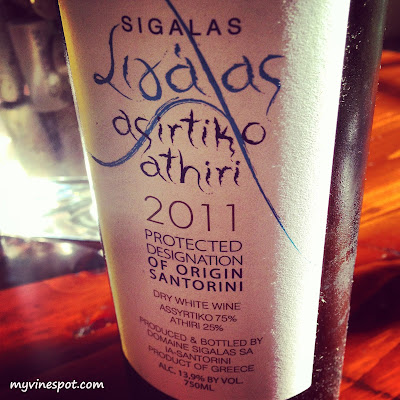 SIGALAS
Σιγάλας
asirtiko
athiri
2011
PROTECTED
DESIGNATION
OF ORIGIN
SANTORINI
DRY WHITE WINE
ASSYRTIKO 75%
ATHIRI 25%
PRODUCED & BOTTLED BY
DOMAINE SIGALAS SA
IA-SANTORINI
PRODUCT OF GREECE
ALC. 13,9% BY VOL.
750ML
myvinespot.com